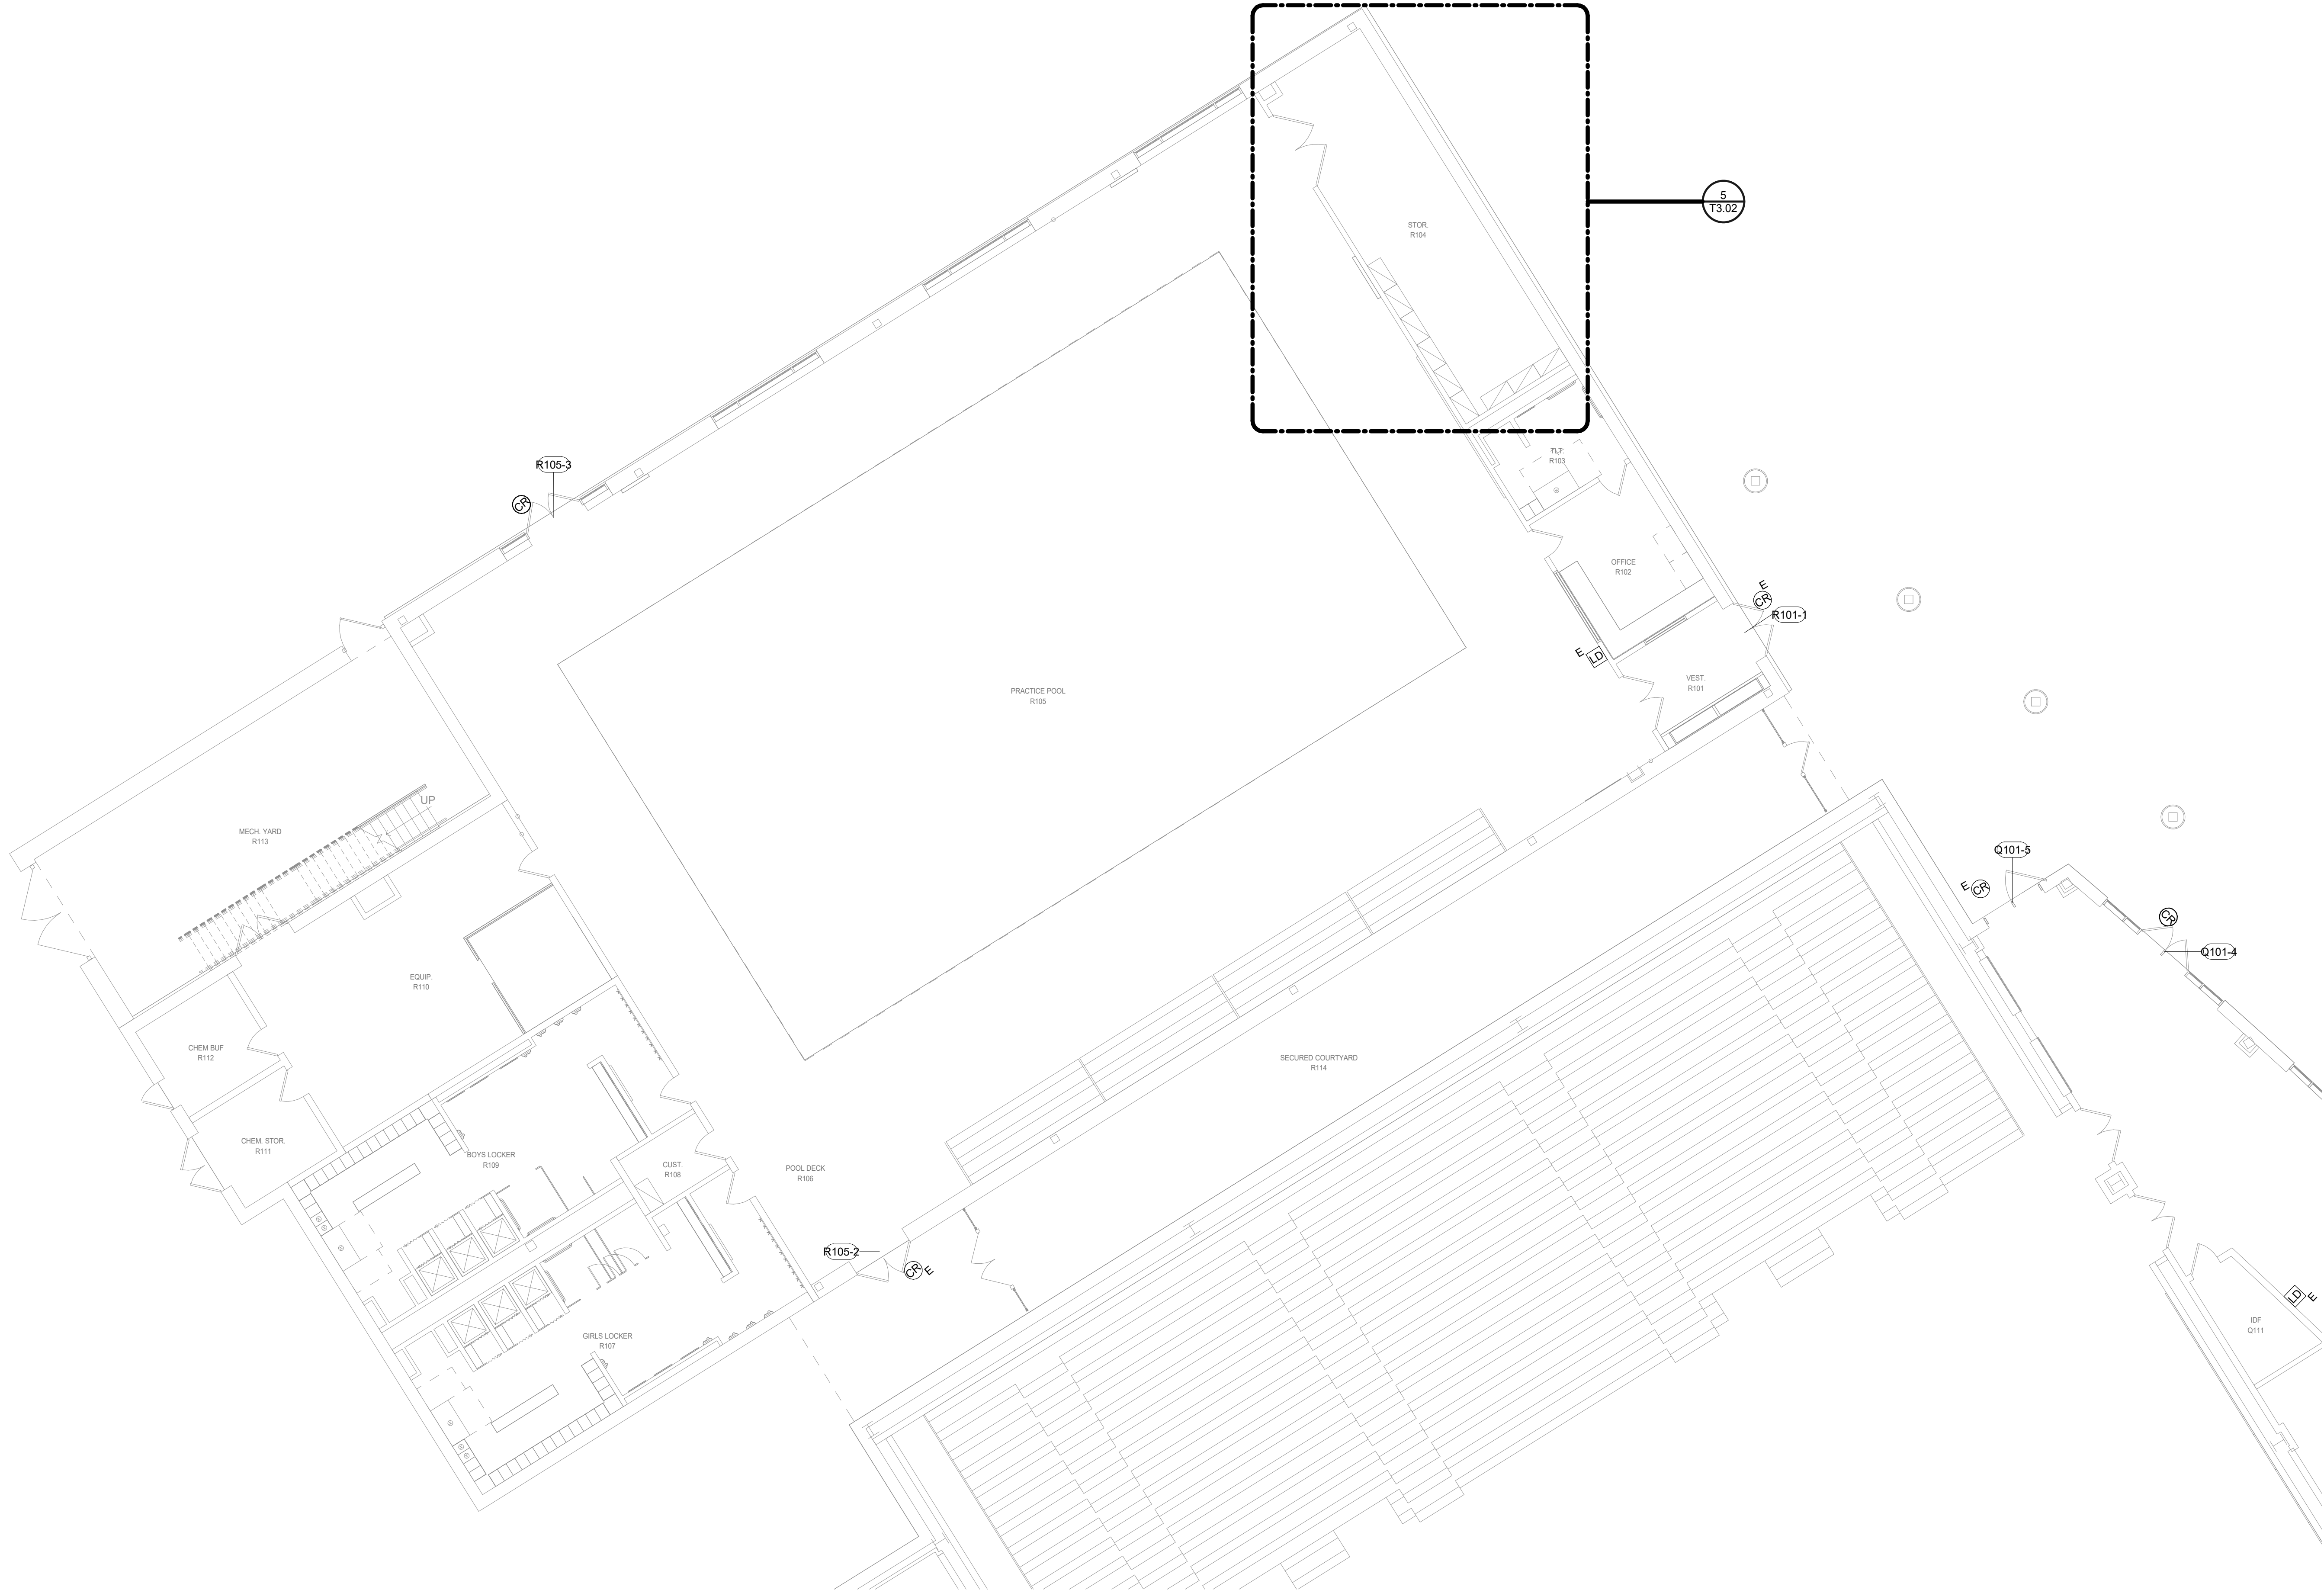 5
T3.02
STOR.
R104
TLT.
R103
R105-3
CR
OFFICE
R102
E
CR
R101-1
E
LD
VEST.
R101
PRACTICE POOL
R105
UP
MECH. YARD
R113
Q101-5
E
CR
CR
Q101-4
EQUIP.
R110
CHEM BUF
R112
SECURED COURTYARD
R114
CHEM. STOR.
R111
BOYS LOCKER
R109
CUST.
R108
POOL DECK
R106
R105-2
CR
E
LD
E
IDF
Q111
GIRLS LOCKER
R107